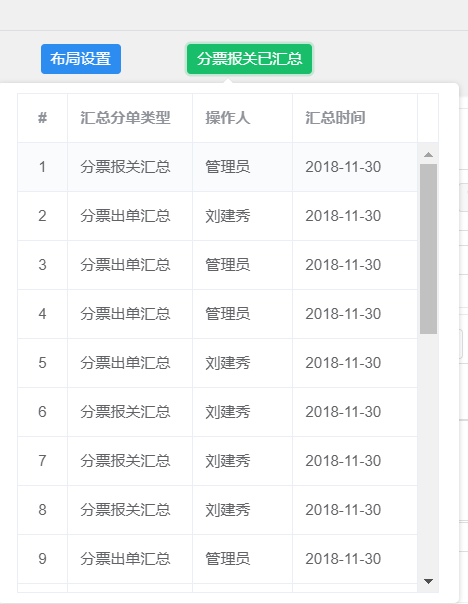 布局设置 分票报关已汇总
# 汇总分单类型 操作人 汇总时间
1 分票报关汇总 管理员 2018-11-30
2 分票出单汇总 刘建秀 2018-11-30
3 分票出单汇总 管理员 2018-11-30
4 分票出单汇总 管理员 2018-11-30
5 分票出单汇总 刘建秀 2018-11-30
6 分票报关汇总 刘建秀 2018-11-30
7 分票报关汇总 刘建秀 2018-11-30
8 分票报关汇总 刘建秀 2018-11-30
9 分票出单汇总 管理员 2018-11-30